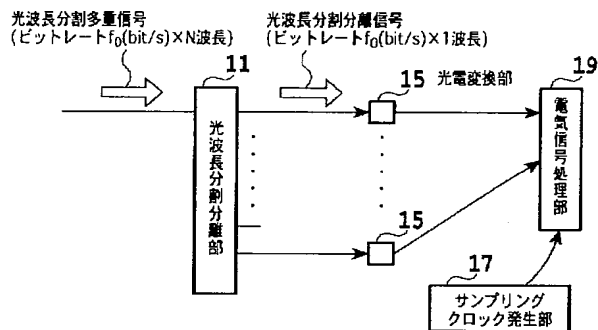 光波長分割多量信号
(ビットレートf₀(bit/s)×N波長)
光波長分割分離信号
(ビットレートf₀(bit/s)×1波長)
11
15
光電変換部
19
光波長分割分離部
電気信号処理部
15
17
サンプリング
クロック発生部